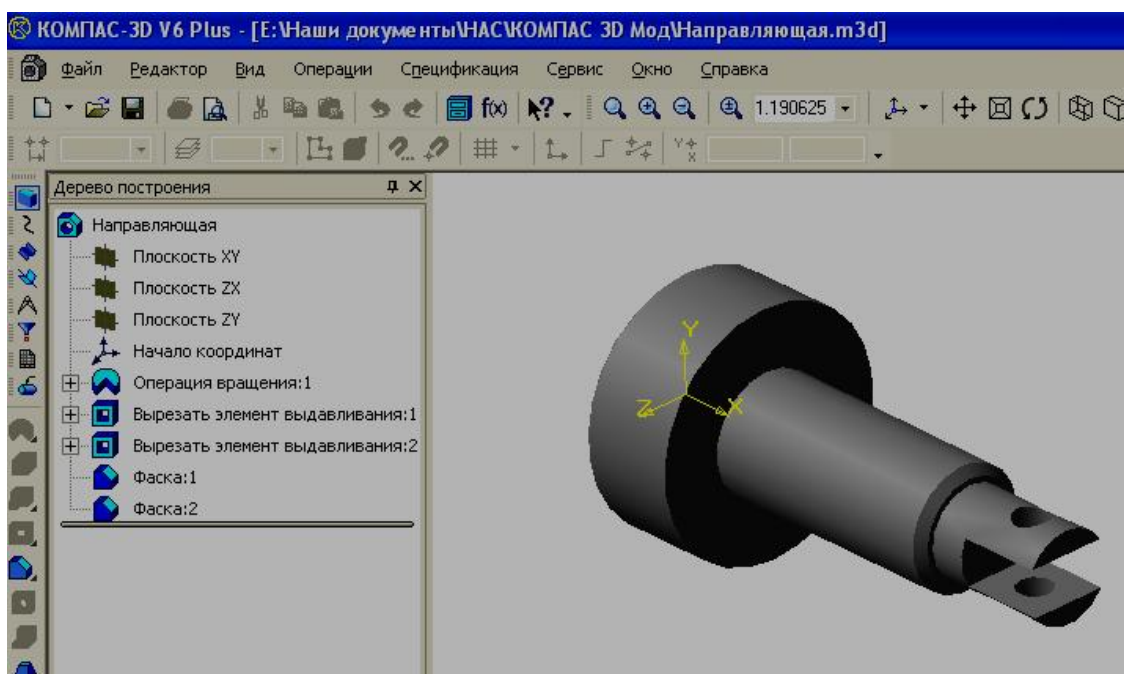 КОМПАС-3D V6 Plus - [E:\Наши документы\НАС\КОМПАС 3D Мод\Направляющая.m3d]
Файл Редактор Вид Операции Спецификация Сервис Окно Справка
f(x) 1.190625
Дерево построения
Направляющая
Плоскость XY
Плоскость ZX
Плоскость ZY
Начало координат
Операция вращения:1
Вырезать элемент выдавливания:1
Вырезать элемент выдавливания:2
Фаска:1
Фаска:2
Y
Z X